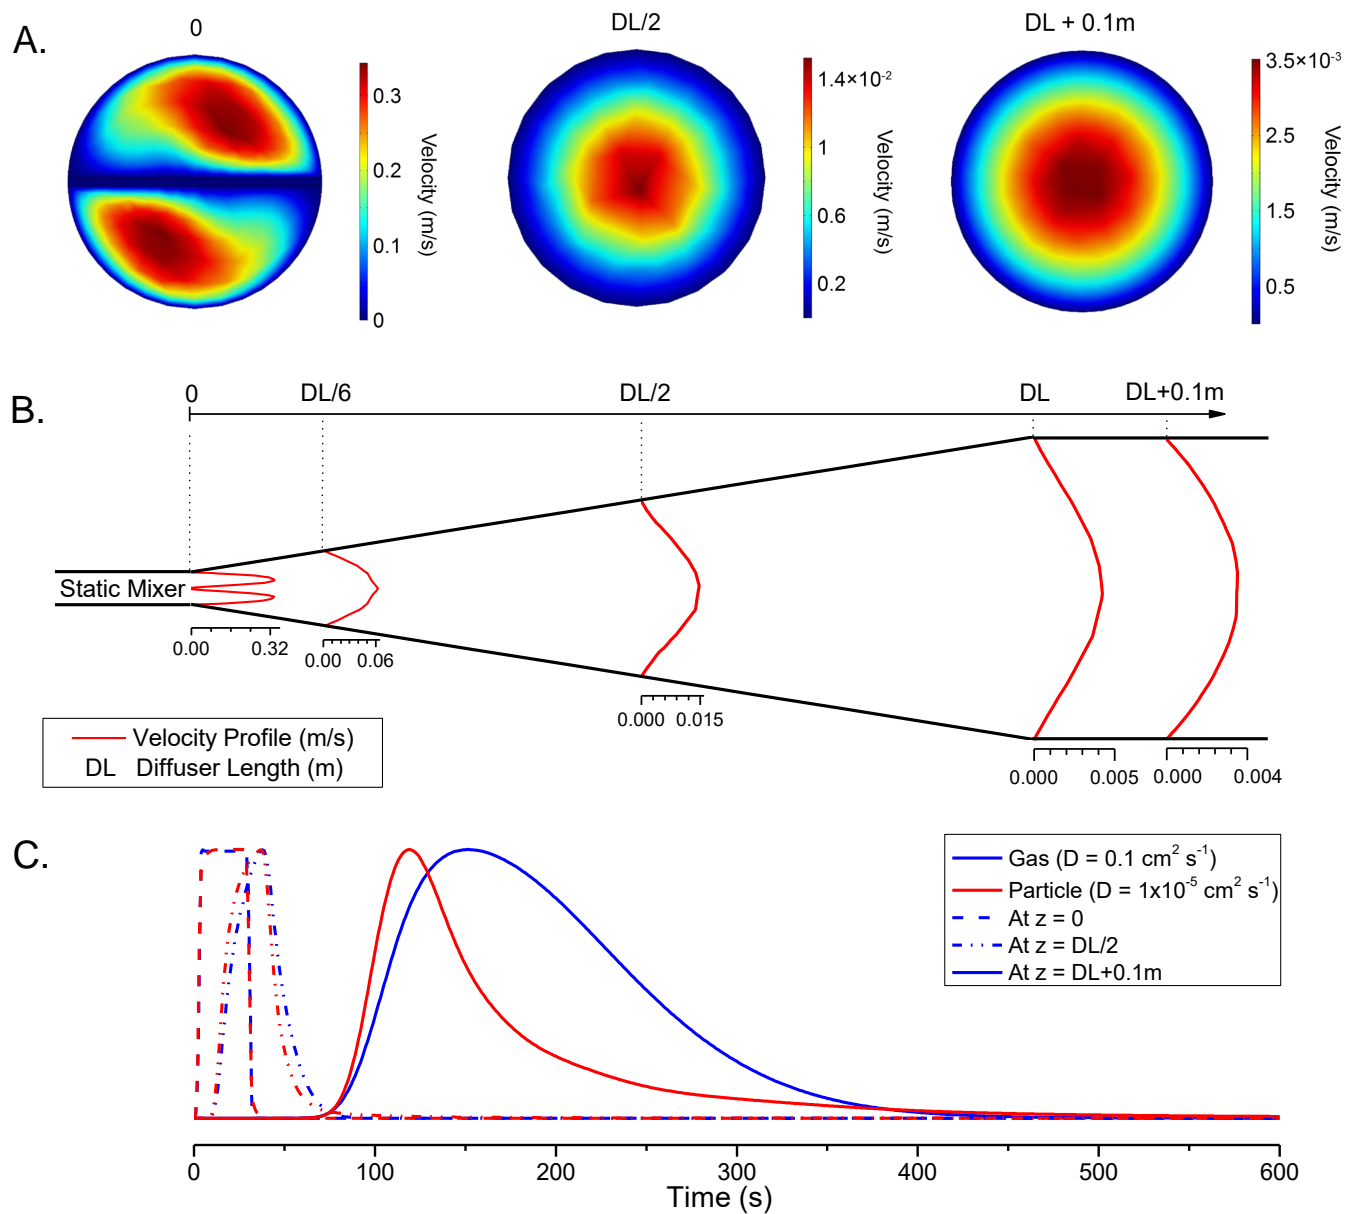 A.
0
DL/2
DL + 0.1m
0.3
0.2
0.1
0
Velocity (m/s)
1.4×10-2
1
0.6
0.2
Velocity (m/s)
3.5×10-3
2.5
1.5
0.5
Velocity (m/s)
B.
0
DL/6
DL/2
DL
DL+0.1m
Static Mixer
0.00 0.32
0.00 0.06
0.000 0.015
0.000 0.005
0.000 0.004
Velocity Profile (m/s)
DL Diffuser Length (m)
C.
Gas (D = 0.1 cm2 s-1)
Particle (D = 1x10-5 cm2 s-1)
At z = 0
At z = DL/2
At z = DL+0.1m
0 100 200 300 400 500 600
Time (s)